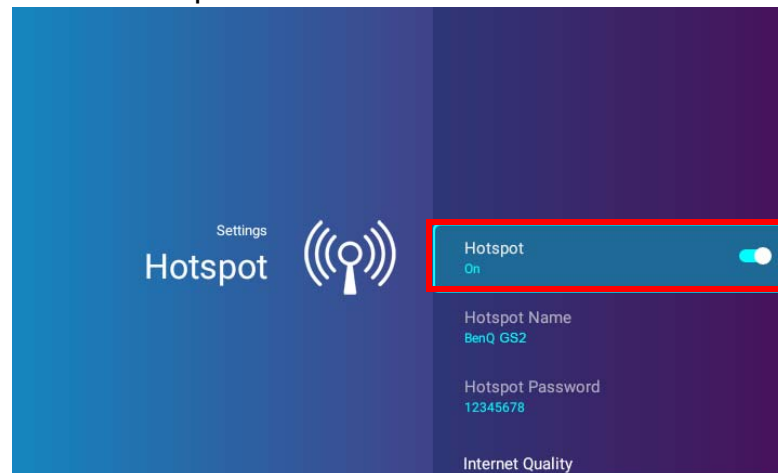 Settings
Hotspot
Hotspot
On
Hotspot Name
BenQ GS2
Hotspot Password
12345678
Internet Quality